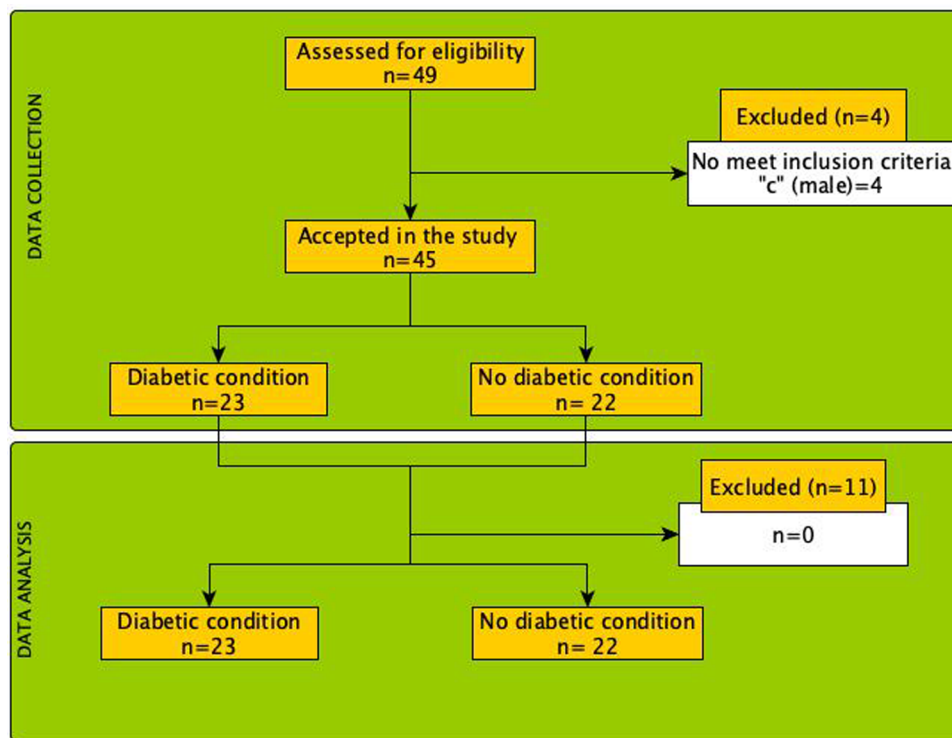 DATA COLLECTION
Assessed for eligibility
n=49
Excluded (n=4)
No meet inclusion criteria
"c" (male)=4
Accepted in the study
n=45
Diabetic condition
n=23
No diabetic condition
n= 22
DATA ANALYSIS
Excluded (n=11)
n=0
Diabetic condition
n=23
No diabetic condition
n= 22